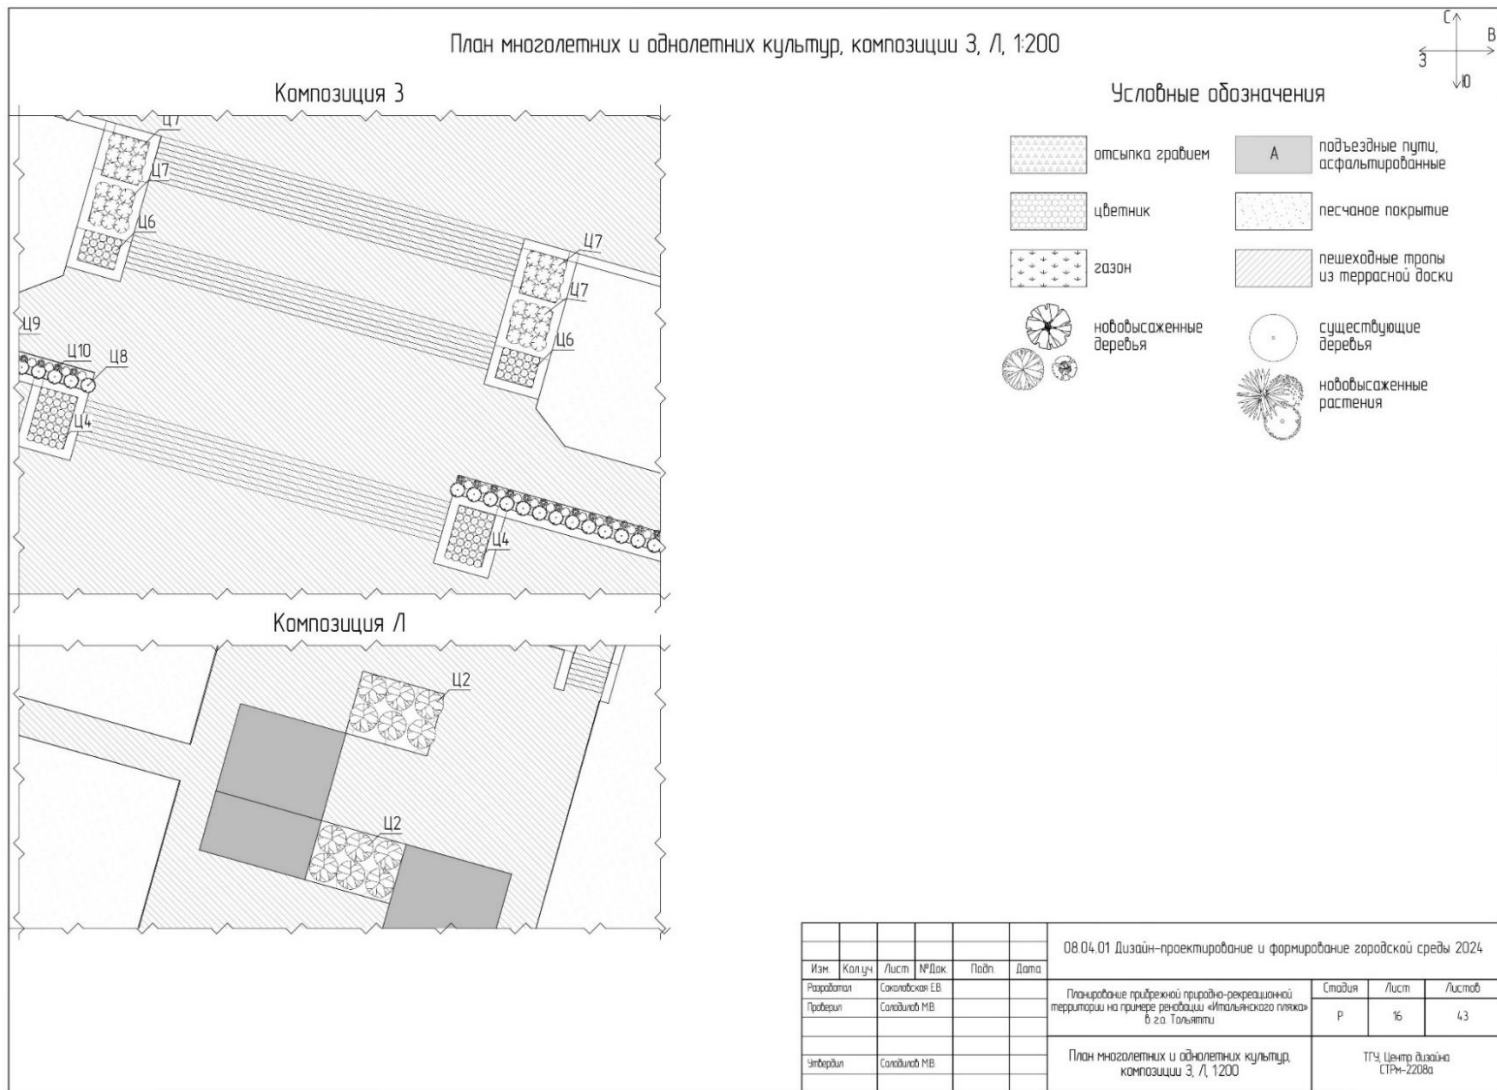 План многолетних и однолетних культур, композиции З, Л, 1:200
С
В
З
Ю
Композиция З
Ц7
Ц7
Ц6
Ц7
Ц7
Ц6
Ц9
Ц10
Ц8
Ц4
Ц4
Композиция Л
Ц2
Ц2
Условные обозначения
отсыпка гравием
А
подъездные пути,
асфальтированные
цветник
песчаное покрытие
газон
пешеходные тропы
из террасной доски
нововысаженные
деревья
существующие
деревья
нововысаженные
растения
08.04.01 Дизайн-проектирование и формирование городской среды 2024
Изм. Кол.уч Лист №Док. Подп. Дата
Разработал Соколовская Е.В.
Проверил Солодилов М.В.
Утвердил Солодилов М.В.
Планирование прибрежной природно-рекреационной
территории на примере реновации «Итальянского пляжа»
в г.о. Тольятти
Стадия Лист Листов
Р 16 43
План многолетних и однолетних культур,
композиции З, Л, 1:200
ТГУ, Центр дизайна
СТРм-2208а